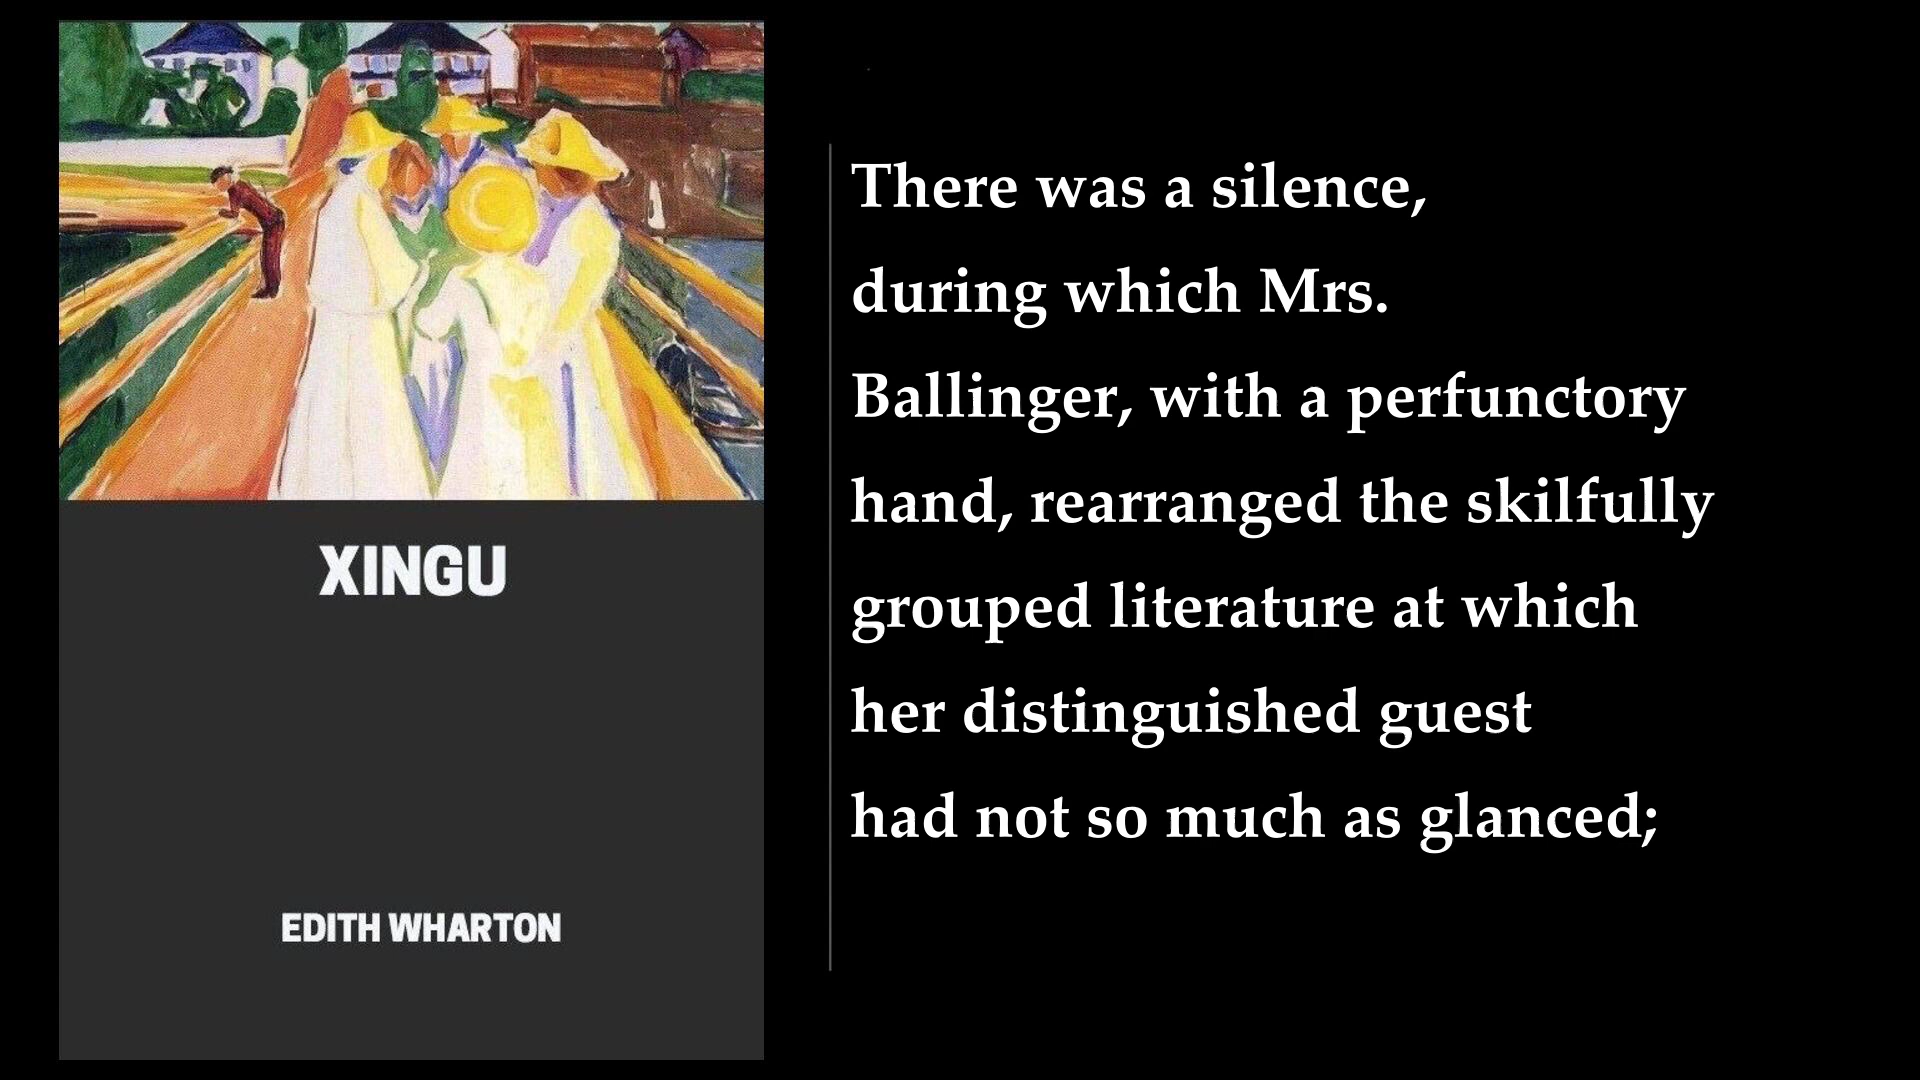 XINGU
EDITH WHARTON
There was a silence,
during which Mrs.
Ballinger, with a perfunctory
hand, rearranged the skilfully
grouped literature at which
her distinguished guest
had not so much as glanced;